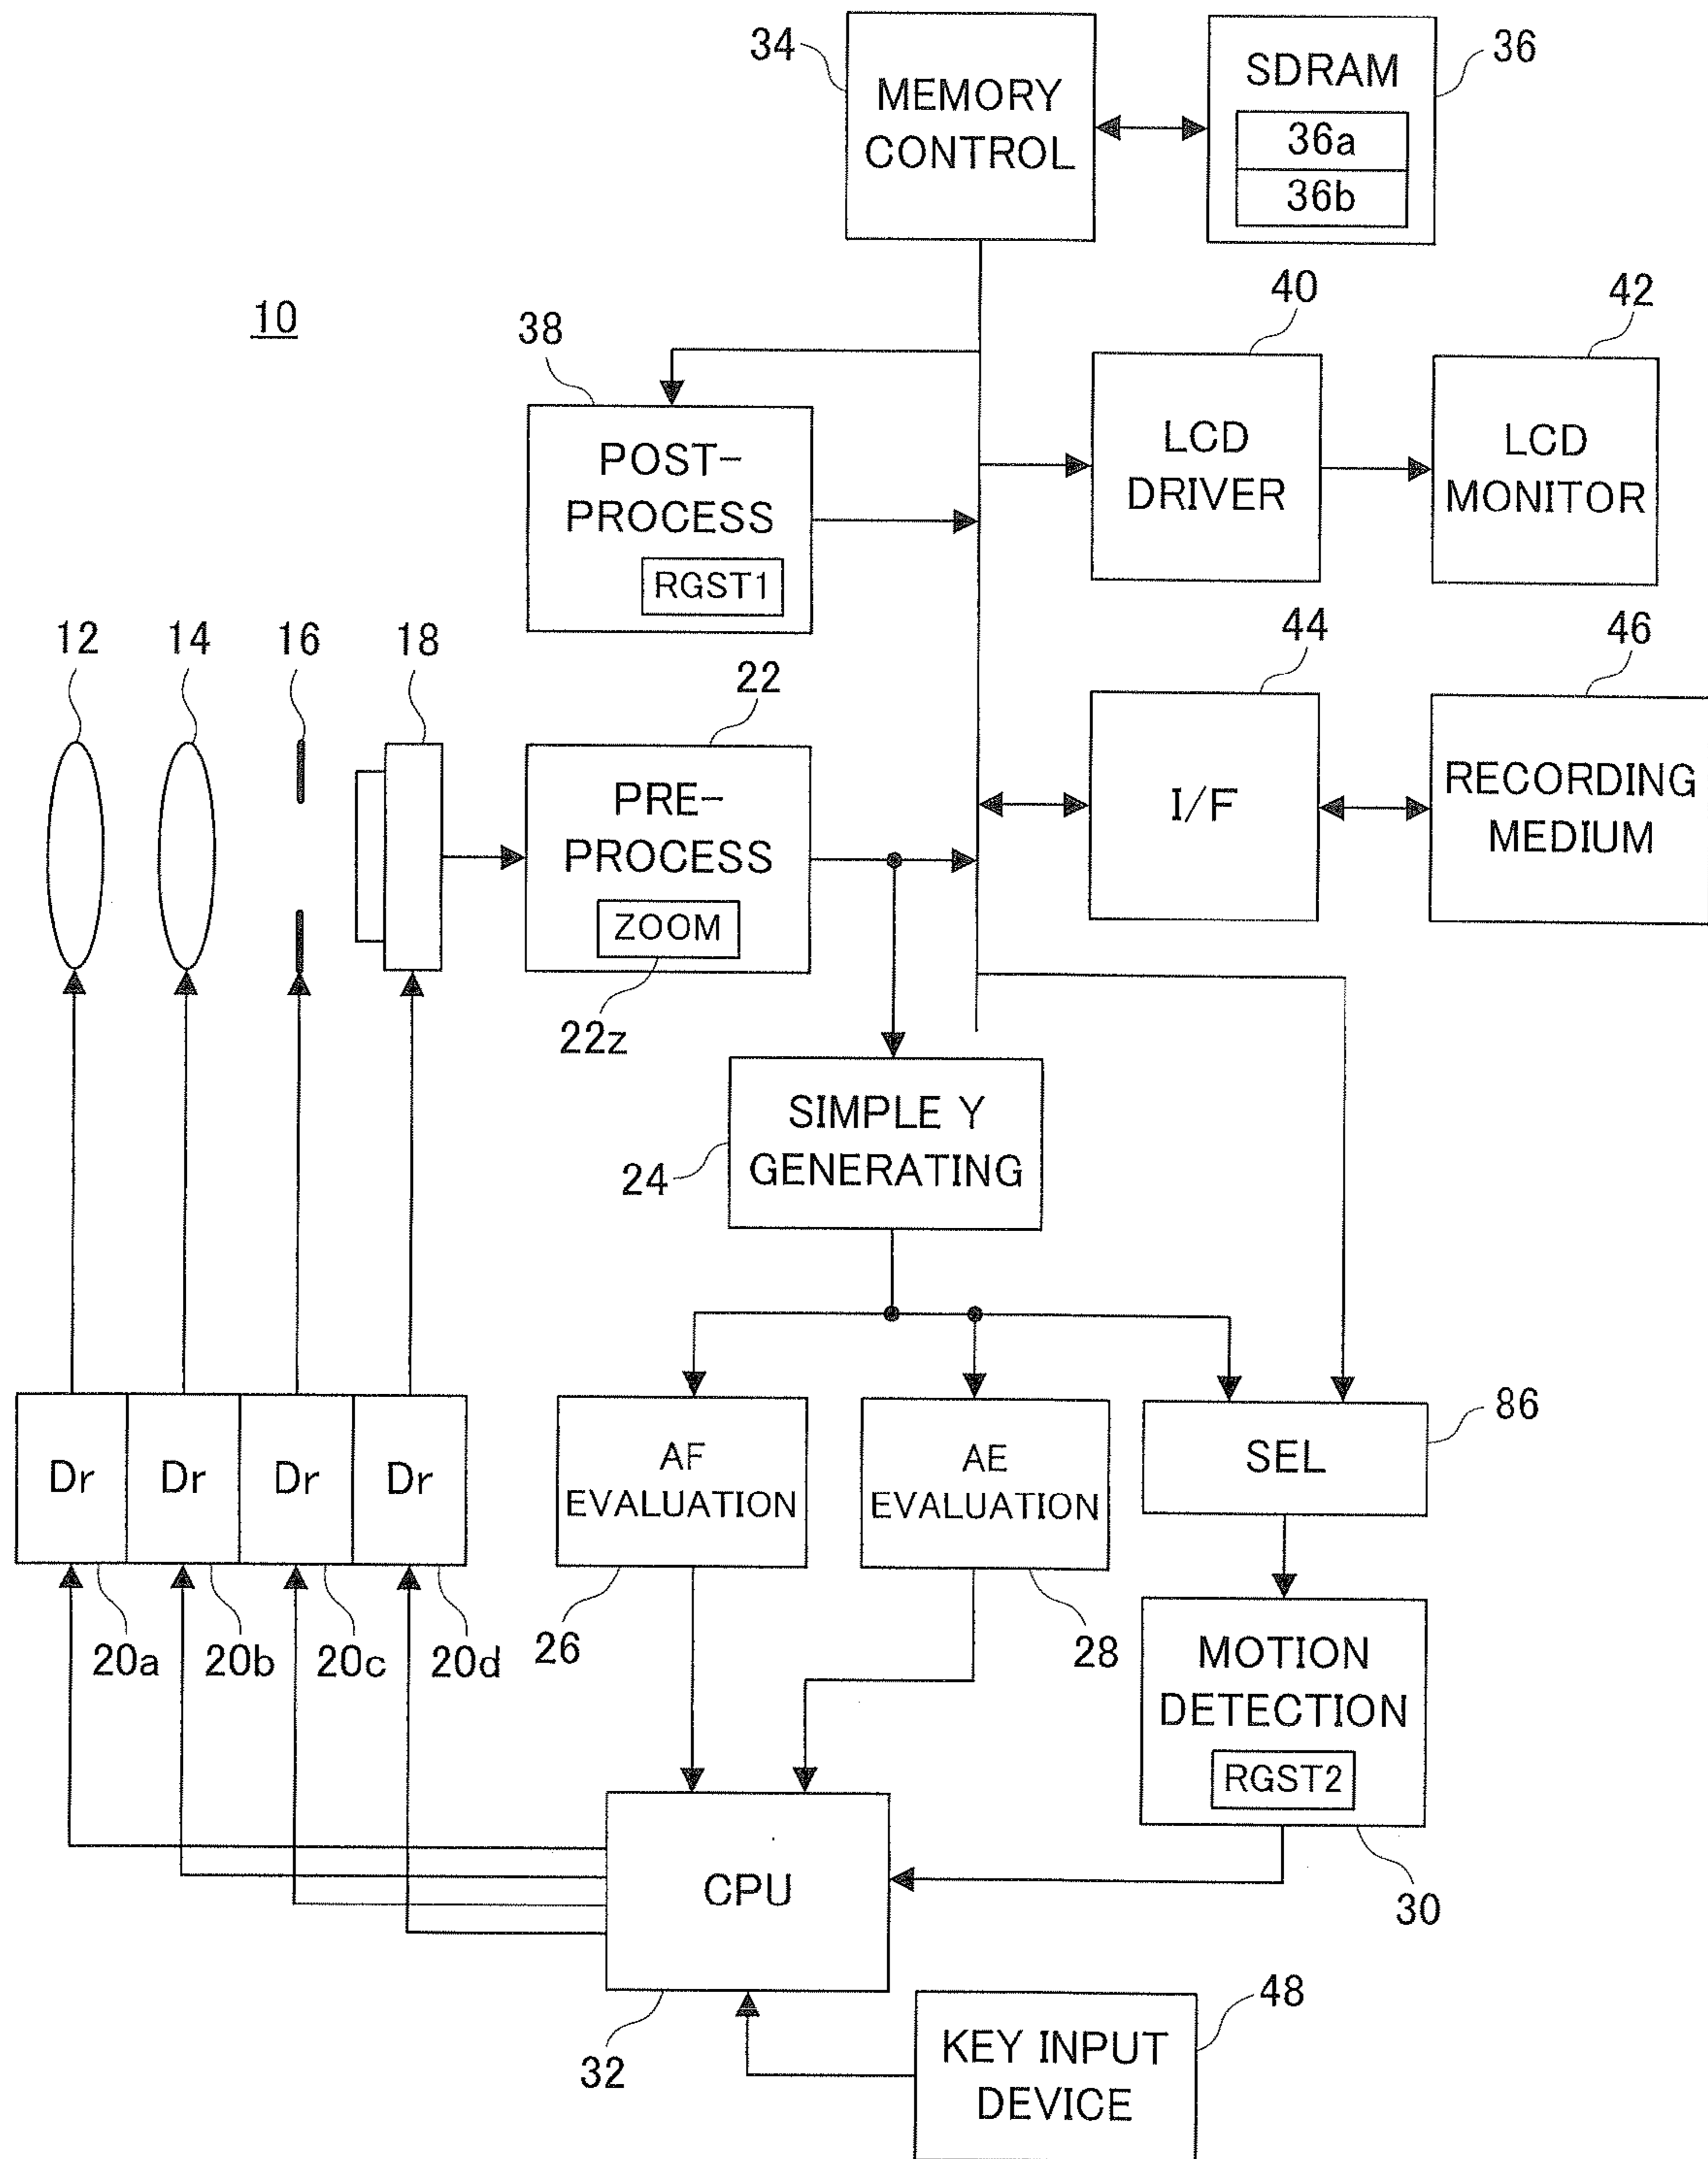 34
MEMORY
CONTROL
SDRAM
36
36a
36b
10
38
40
42
POST-
PROCESS
RGST1
LCD
DRIVER
LCD
MONITOR
12
14
16
18
22
44
46
PRE-
PROCESS
ZOOM
22z
I/F
RECORDING
MEDIUM
SIMPLE Y
GENERATING
24
Dr
Dr
Dr
Dr
AF
EVALUATION
AE
EVALUATION
SEL
86
20a
20b
20c
20d
26
28
MOTION
DETECTION
RGST2
30
CPU
32
48
KEY INPUT
DEVICE